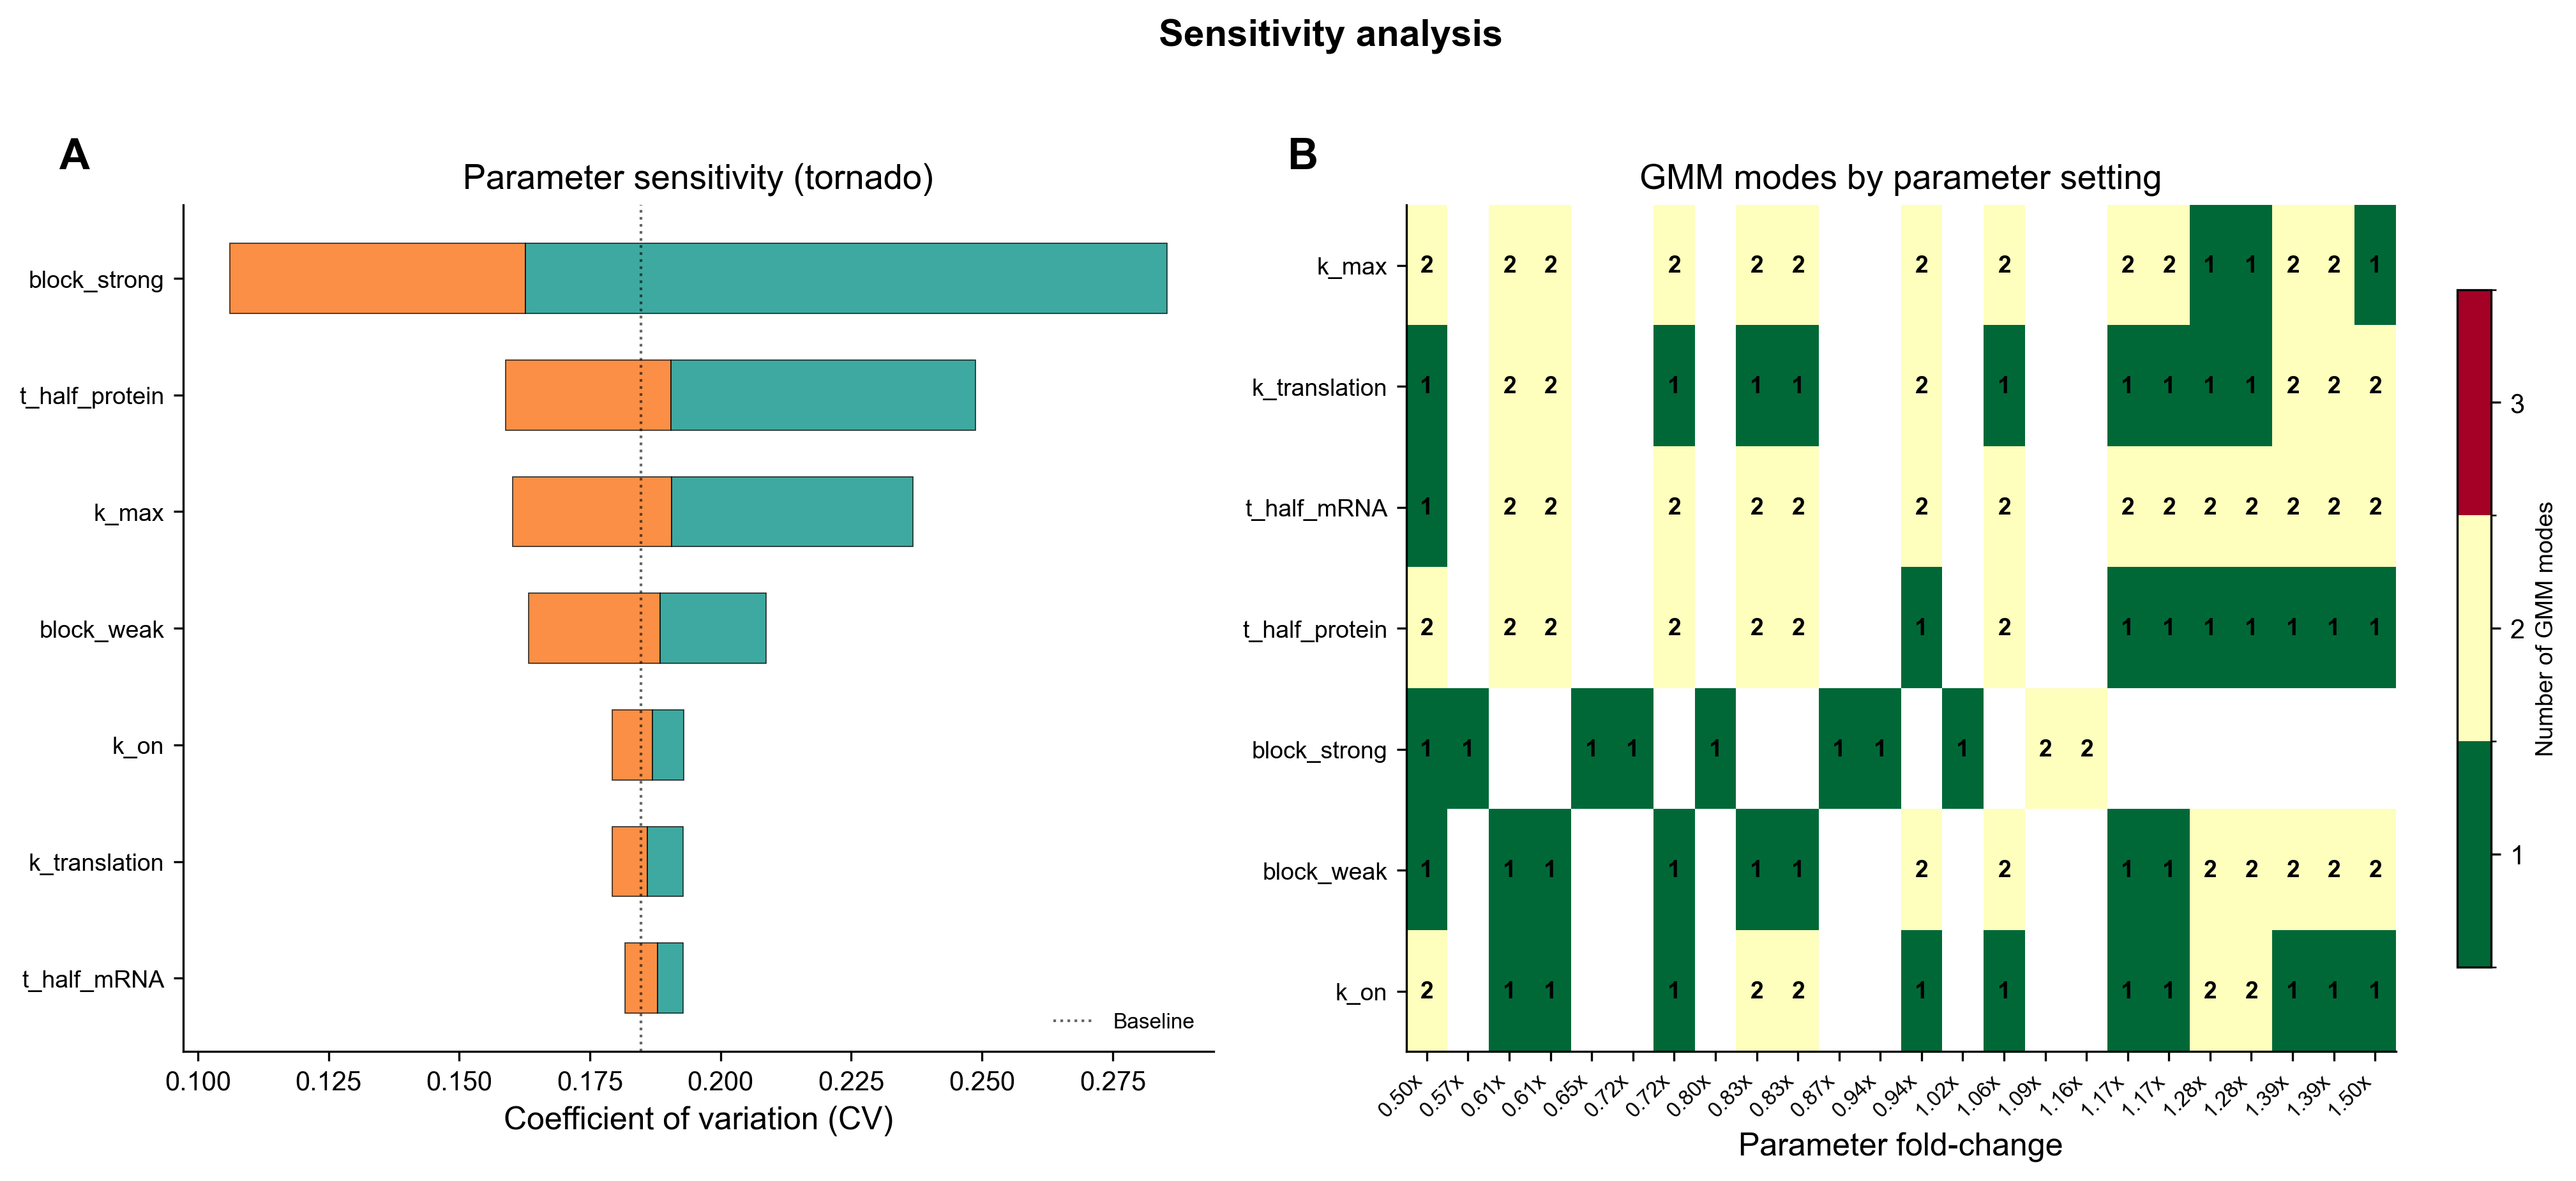 Sensitivity analysis
A
Parameter sensitivity (tornado)
block_strong
t_half_protein
k_max
block_weak
k_on
k_translation
t_half_mRNA
Baseline
0.100 0.125 0.150 0.175 0.200 0.225 0.250 0.275
Coefficient of variation (CV)
B
GMM modes by parameter setting
k_max 2 2 2 2 2 2 2 2 2 2 1 1 2 2 1
k_translation 1 2 2 1 1 1 2 1 1 1 1 1 2 2 2
t_half_mRNA 1 2 2 2 2 2 2 2 2 2 2 2 2 2 2
t_half_protein 2 2 2 2 2 2 1 2 1 1 1 1 1 1 1
block_strong 1 1 1 1 1 1 1 1 2 2
block_weak 1 1 1 1 1 1 2 2 1 1 2 2 2 2 2
k_on 2 1 1 1 2 2 1 1 1 1 2 2 1 1 1
0.50x 0.57x 0.61x 0.61x 0.65x 0.72x 0.72x 0.80x 0.83x 0.83x 0.87x 0.94x 0.94x 1.02x 1.06x 1.09x 1.16x 1.17x 1.17x 1.28x 1.28x 1.39x 1.39x 1.50x
Parameter fold-change
3
2
1
Number of GMM modes